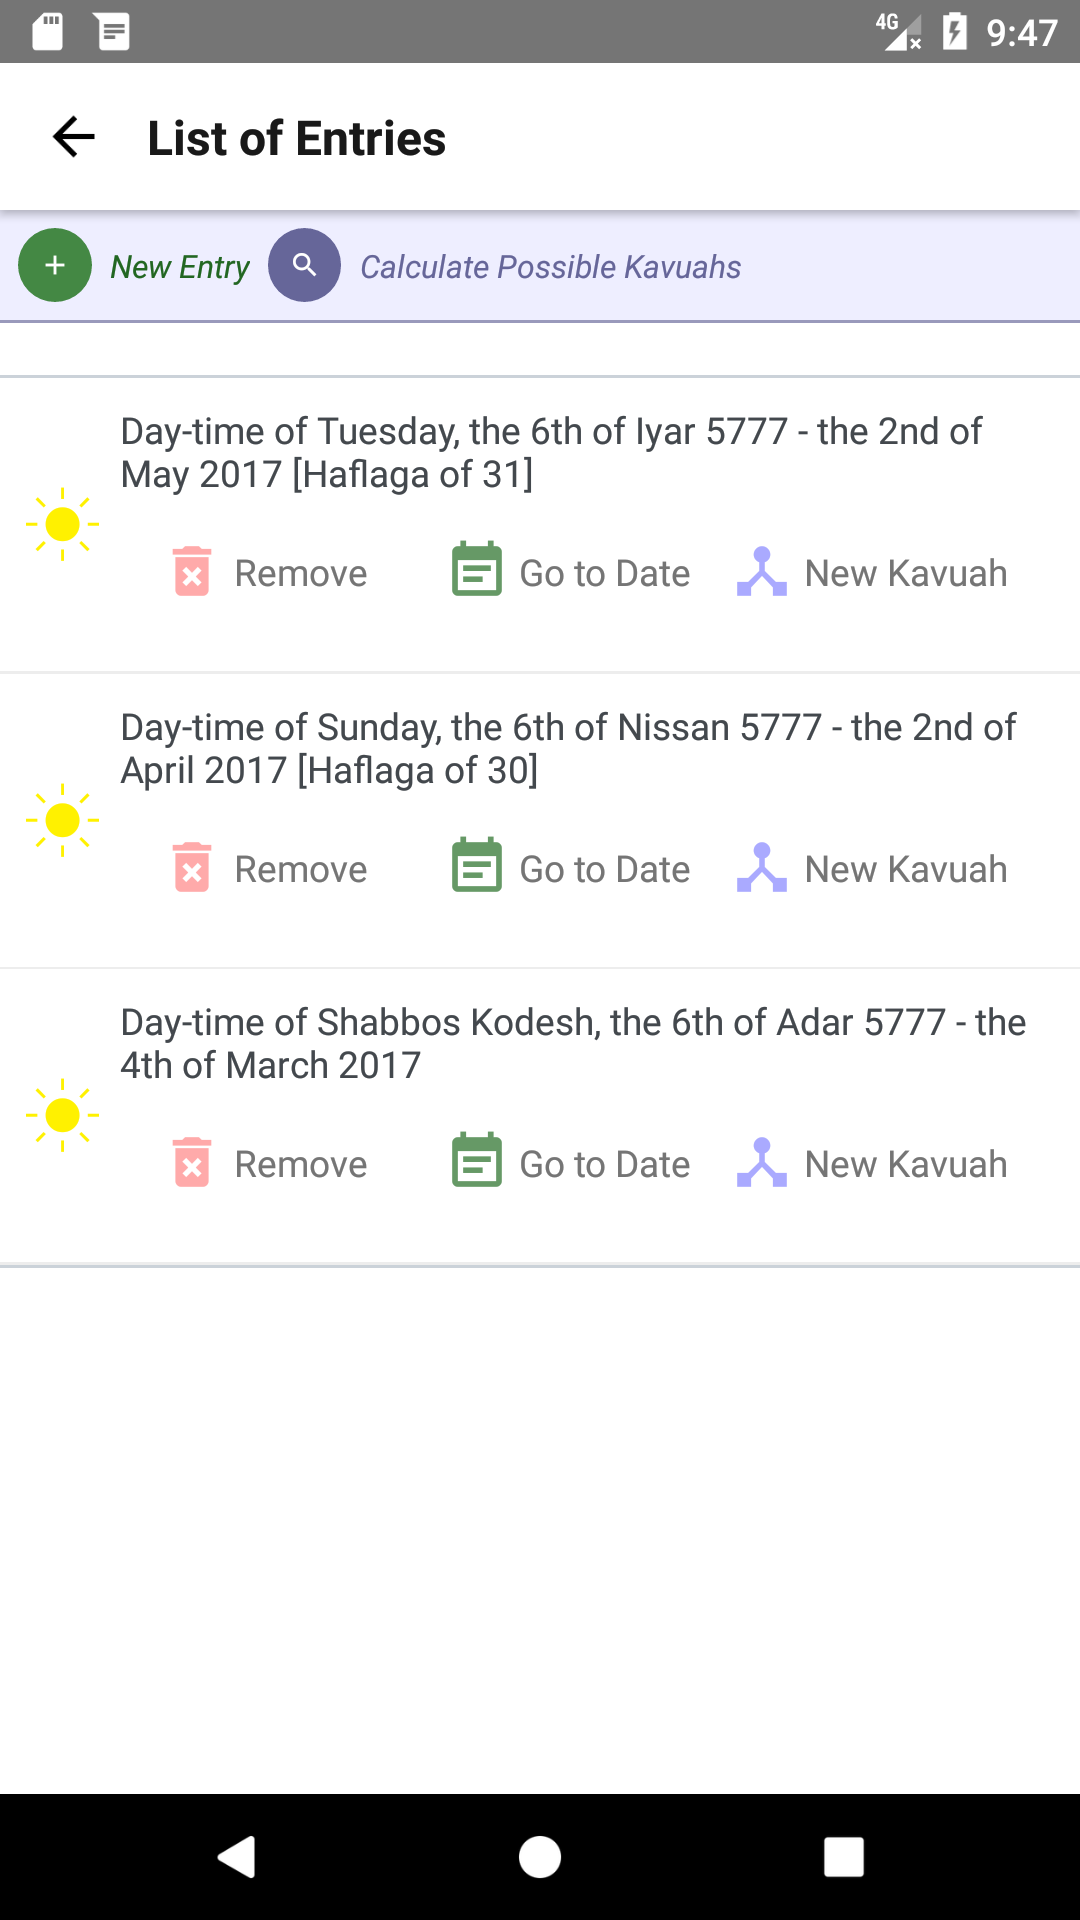 4G 9:47
List of Entries
New Entry Calculate Possible Kavuahs
Day-time of Tuesday, the 6th of Iyar 5777 - the 2nd of
May 2017 [Haflaga of 31]
Remove Go to Date New Kavuah
Day-time of Sunday, the 6th of Nissan 5777 - the 2nd of
April 2017 [Haflaga of 30]
Remove Go to Date New Kavuah
Day-time of Shabbos Kodesh, the 6th of Adar 5777 - the
4th of March 2017
Remove Go to Date New Kavuah